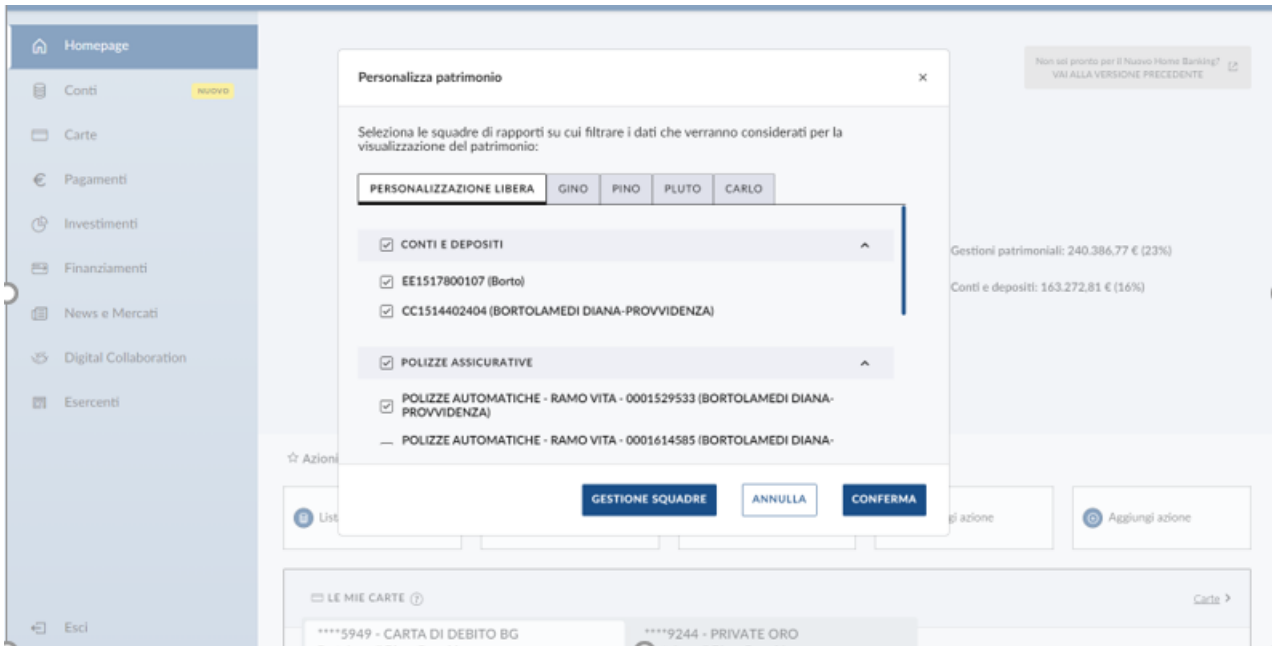 Homepage
Conti NUOVO
Carte
Pagamenti
Investimenti
Finanziamenti
News e Mercati
Digital Collaboration
Esercenti
Esci
Non sei pronto per il Nuovo Home Banking?
VAI ALLA VERSIONE PRECEDENTE
Personalizza patrimonio
Seleziona le squadre di rapporti su cui filtrare i dati che verranno considerati per la
visualizzazione del patrimonio:
PERSONALIZZAZIONE LIBERA GINO PINO PLUTO CARLO
CONTI E DEPOSITI
EE1517800107 (Borto)
CC1514402404 (BORTOLAMEDI DIANA-PROVVIDENZA)
POLIZZE ASSICURATIVE
POLIZZE AUTOMATICHE - RAMO VITA - 0001529533 (BORTOLAMEDI DIANA-
PROVVIDENZA)
POLIZZE AUTOMATICHE - RAMO VITA - 0001614585 (BORTOLAMEDI DIANA-
GESTIONE SQUADRE ANNULLA CONFERMA
Gestioni patrimoniali: 240.386,77 € (23%)
Conti e depositi: 163.272,81 € (16%)
Azioni
List
gi azione
Aggiungi azione
LE MIE CARTE (?)
Carte >
****5949 - CARTA DI DEBITO BG
****9244 - PRIVATE ORO